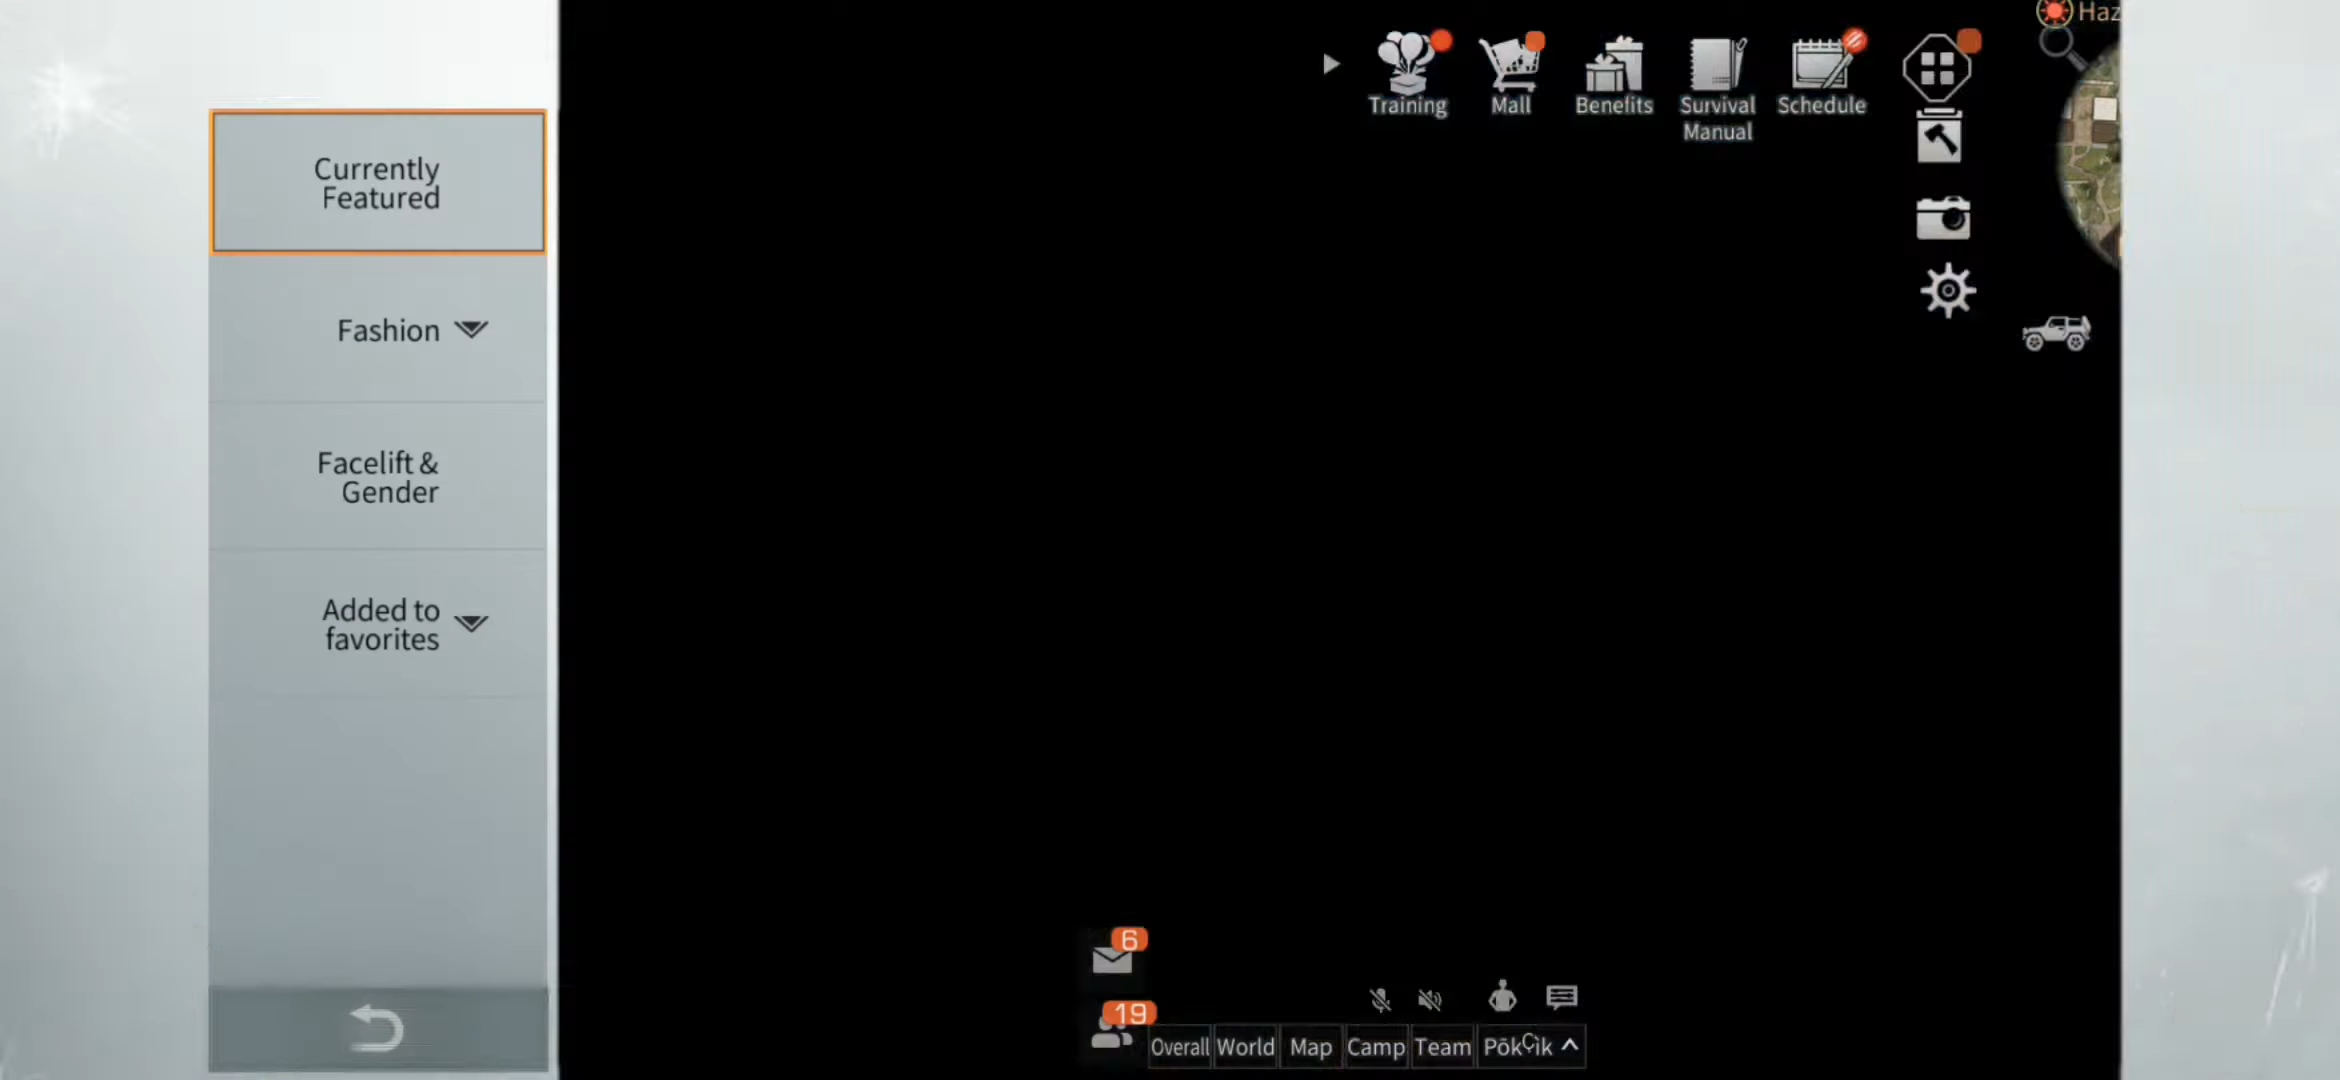 Currently
Featured
Fashion
Facelift &
Gender
Added to
favorites
Haz
Training
Mall
Benefits
Survival
Manual
Schedule
6
19
Overall
World
Map
Camp
Team